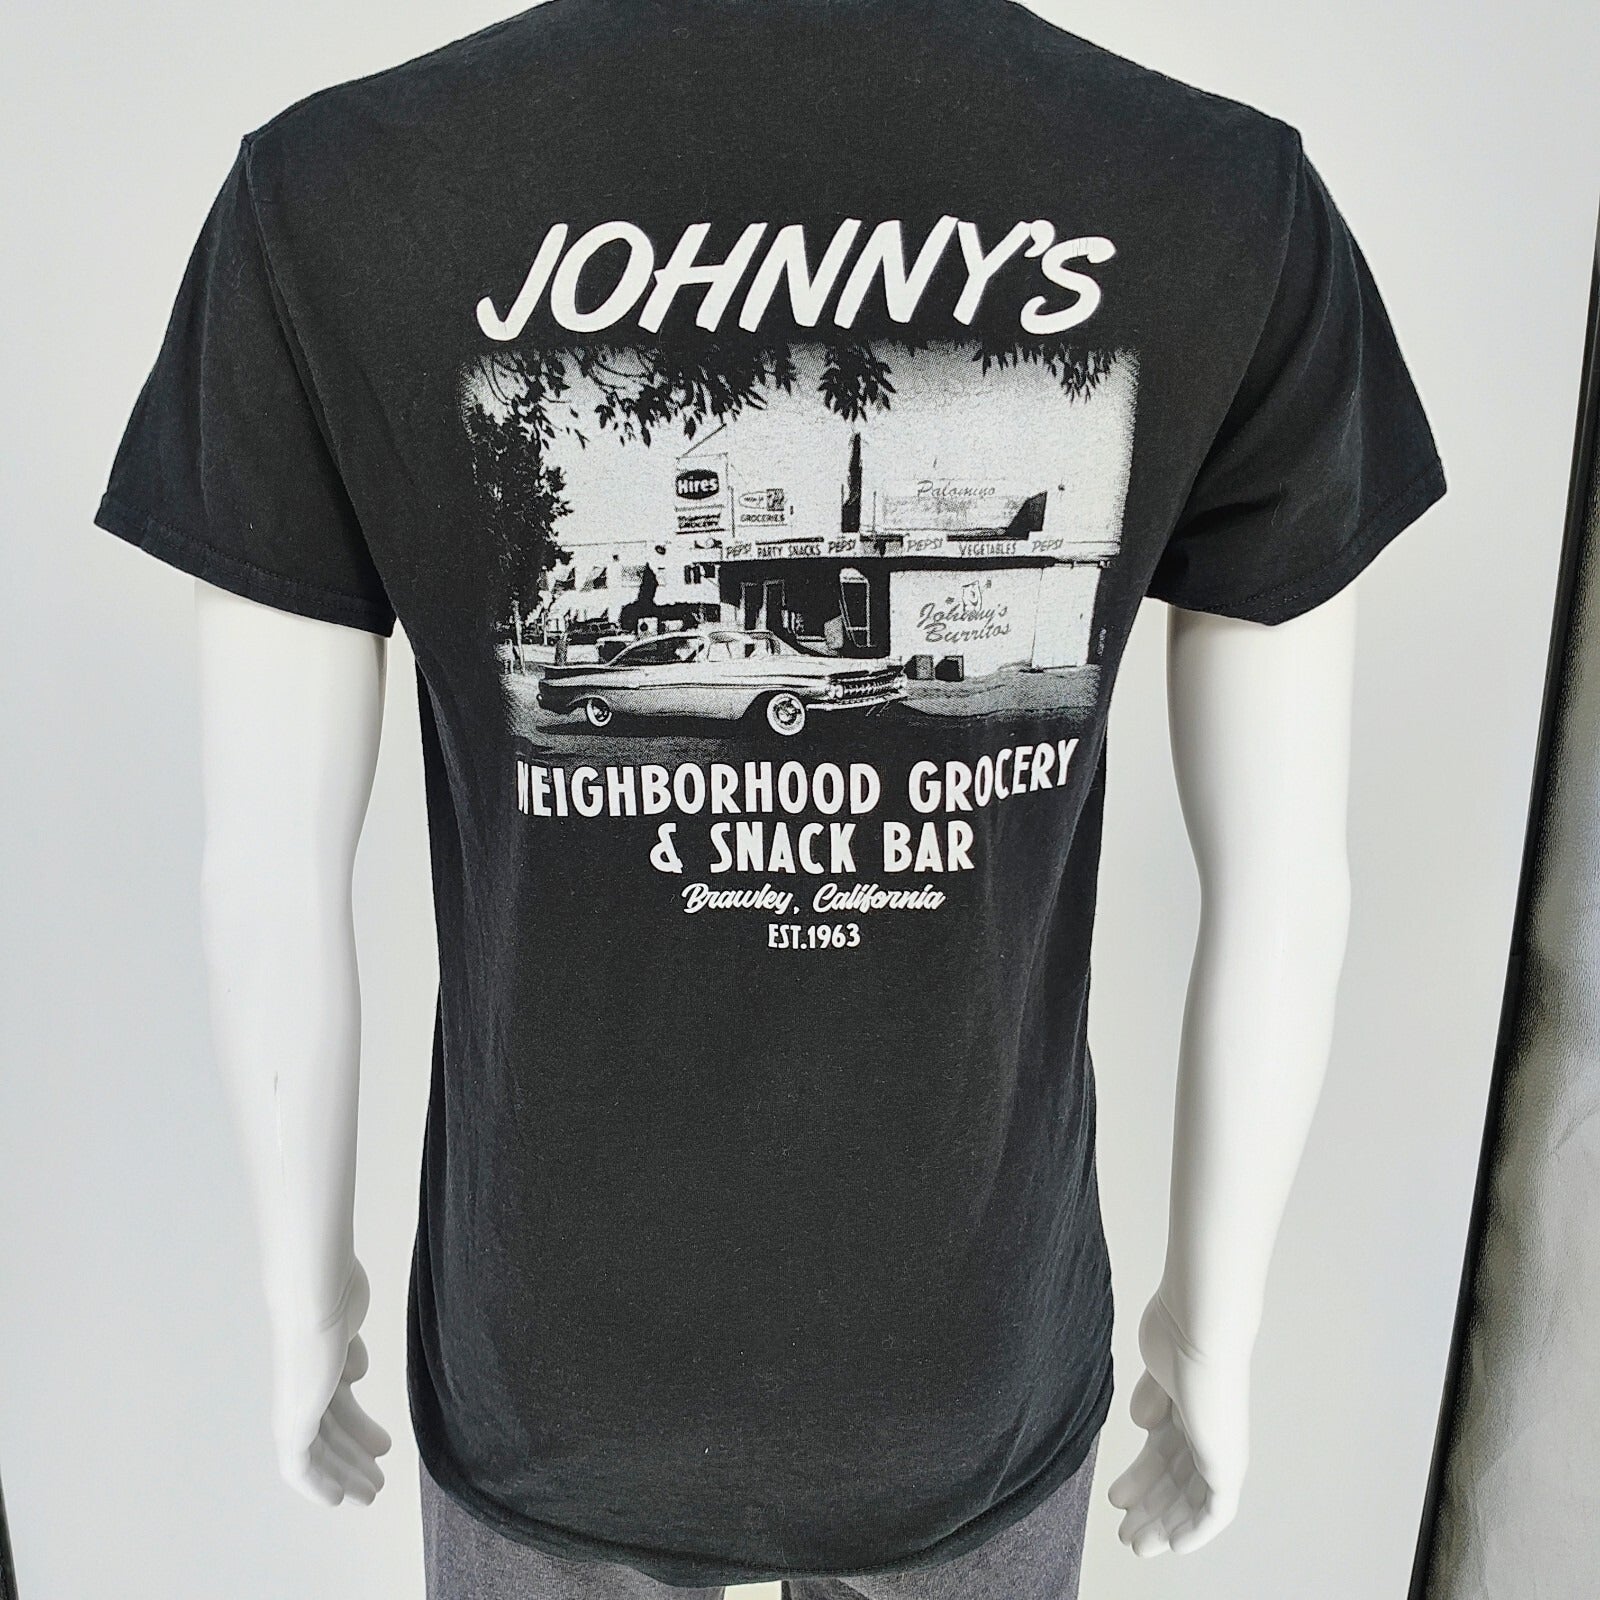 JOHNNY'S
Hires
GROCERY
GROCERIES
Palomino
PEPSI PARTY SNACKS PEPSI PEPSI VEGETABLES PEPSI
Johnny's
Burritos
NEIGHBORHOOD GROCERY
& SNACK BAR
Brawley, California
EST.1963